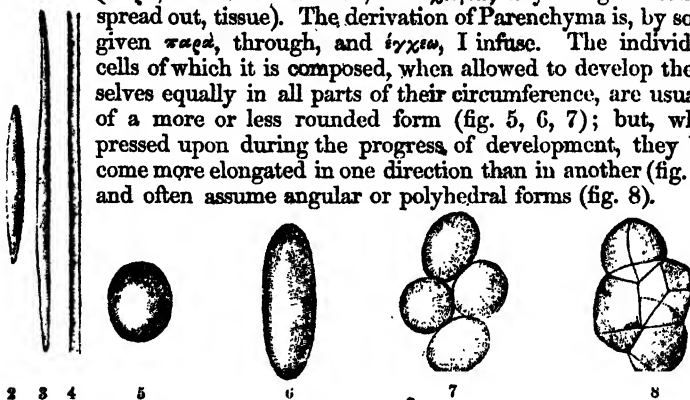 spread out, tissue). The derivation of Parenchyma is, by so
given παρὰ, through, and ἐγχεω, I infuse. The individ
cells of which it is composed, when allowed to develop the
selves equally in all parts of their circumference, are usua
of a more or less rounded form (fig. 5, 6, 7); but, wh
pressed upon during the progress of development, they
come more elongated in one direction than in another (fig.
and often assume angular or polyhedral forms (fig. 8).
2 3 4 5 6 7 8